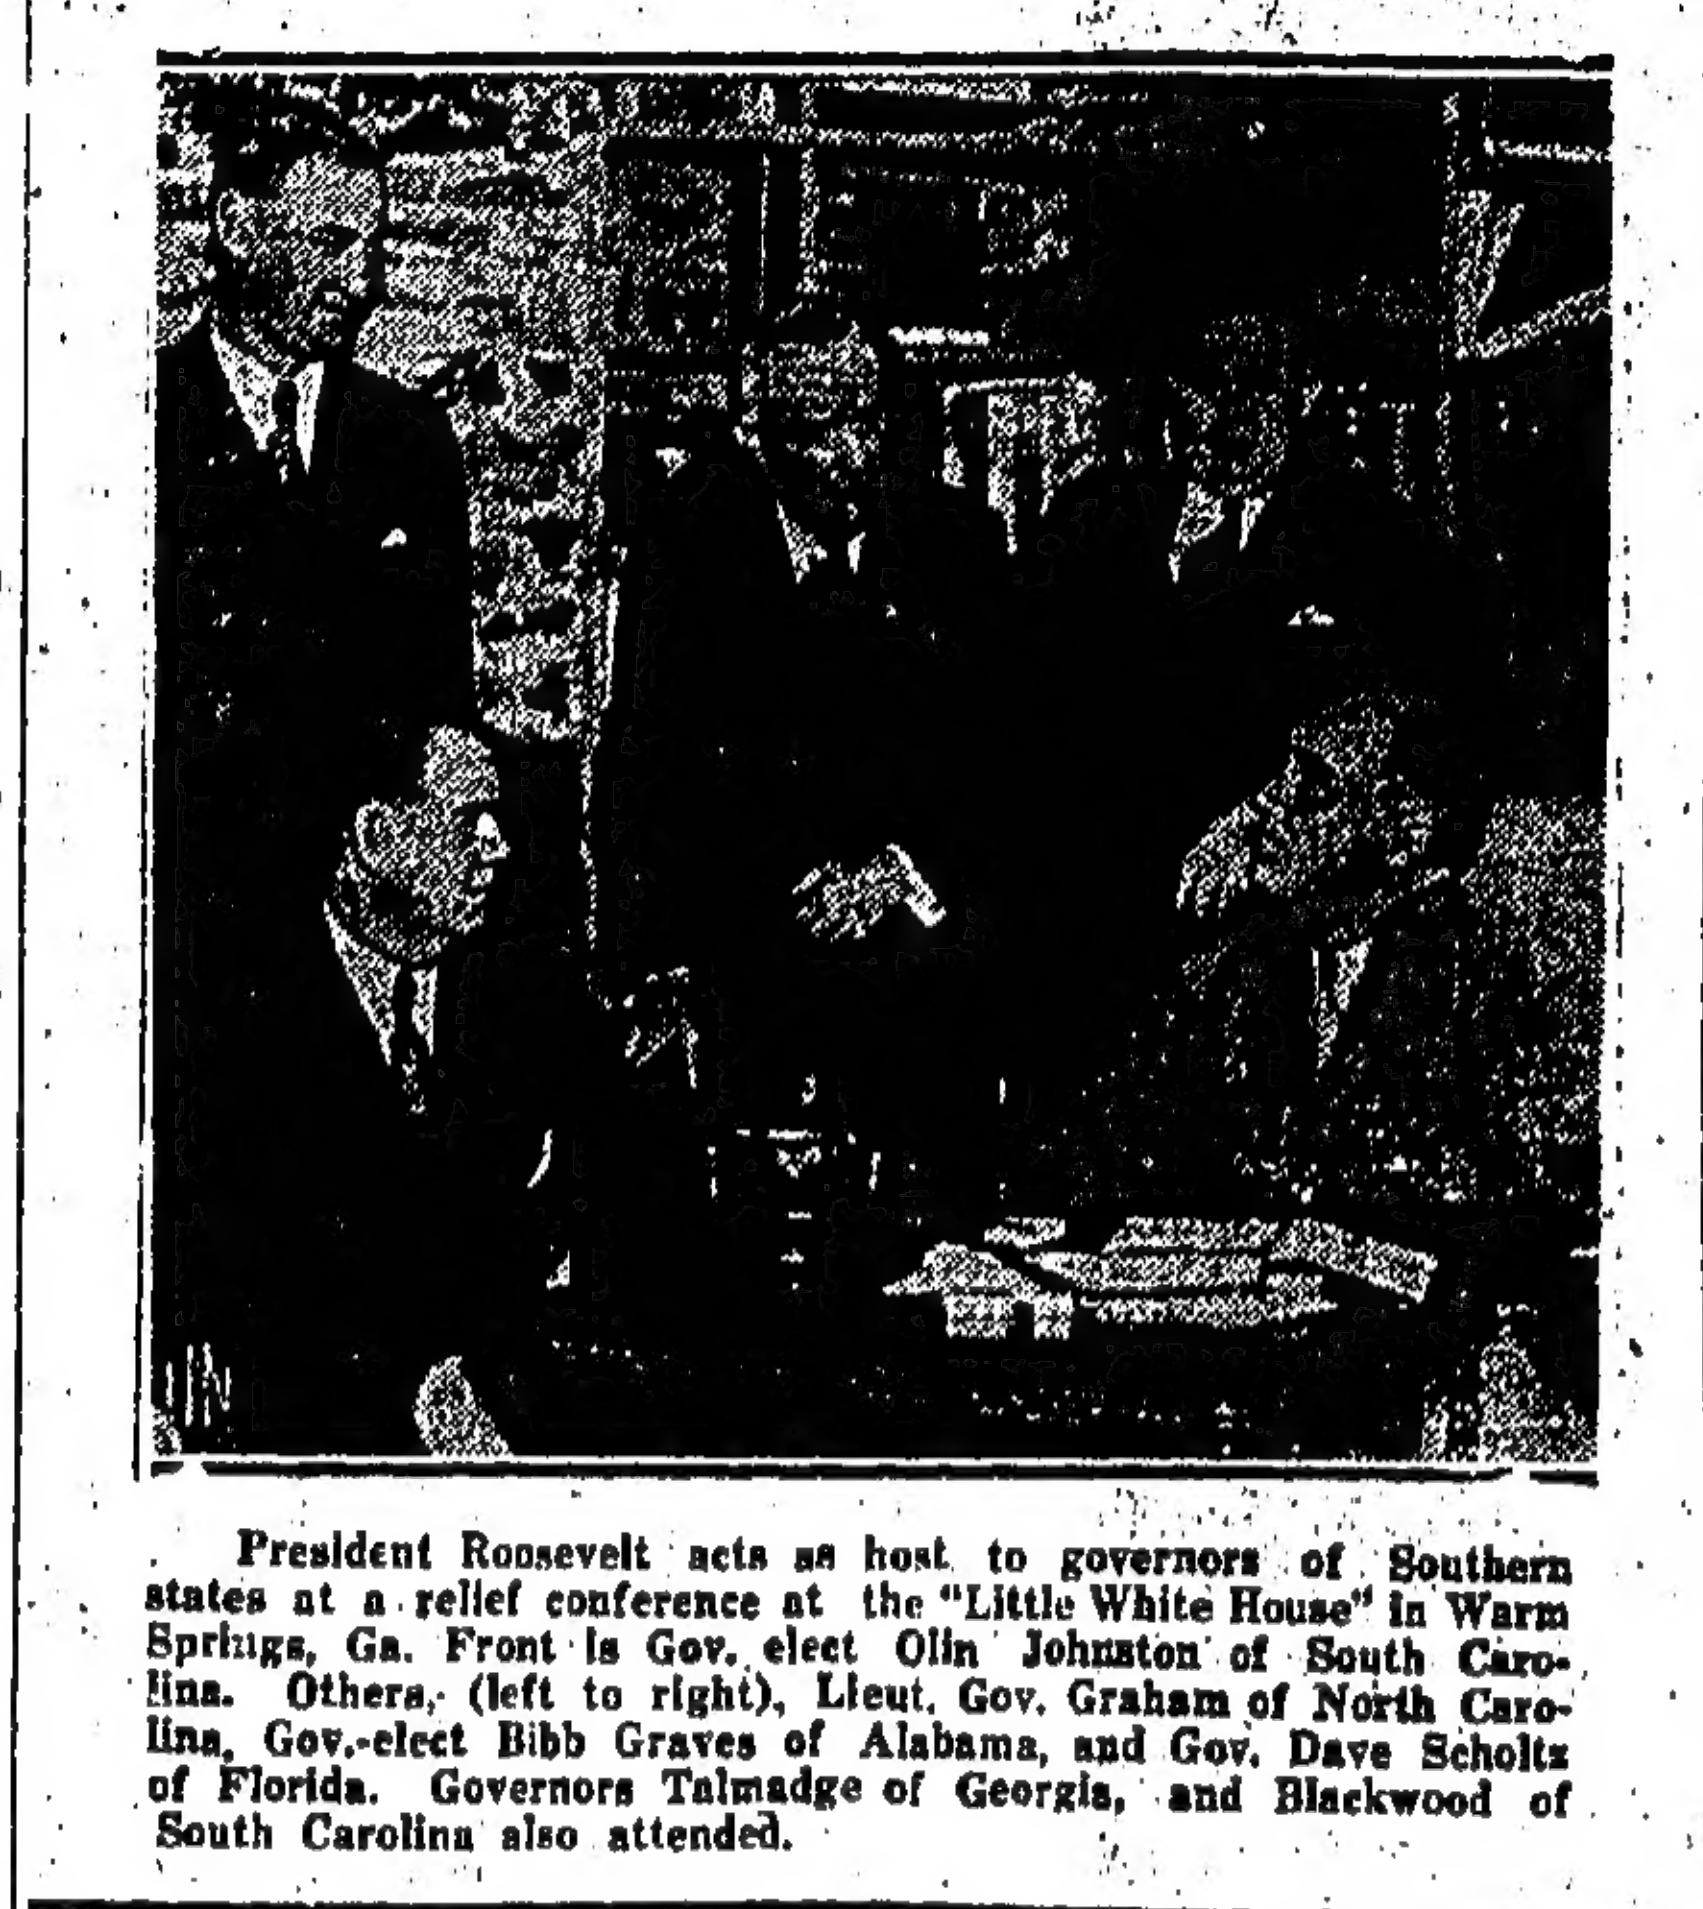 President Roosevelt acts as host to governors of Southern
states at a relief conference at the "Little White House" in Warm
Springs, Ga. Front is Gov. elect Olin Johnston of South Caro-
lina. Others, (left to right), Lieut. Gov. Graham of North Caro-
lina, Gov.-elect Bibb Graves of Alabama, and Gov. Dave Scholtz
of Florida. Governors Talmadge of Georgia, and Blackwood of
South Carolina also attended.